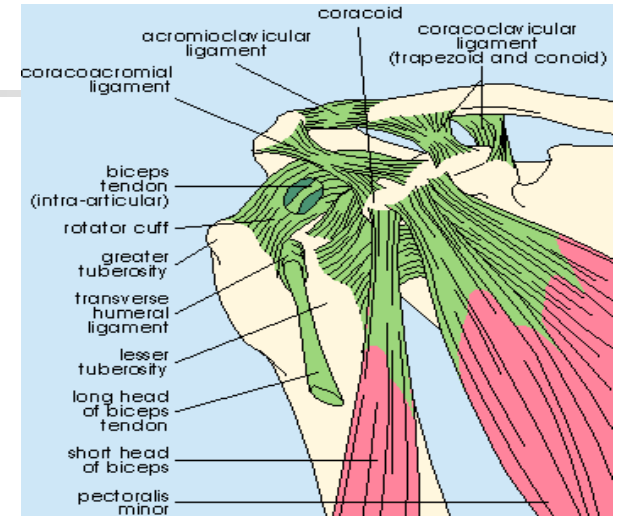 coracoid
acromioclavicular
ligament
coracoclavicular
ligament
(trapezoid and conoid)
coracoacromial
ligament
biceps
tendon
(intra-articular)
rotator cuff
greater
tuberosity
transverse
humeral
ligament
lesser
tuberosity
long head
of biceps
tendon
short head
of biceps
pectoralis
minor